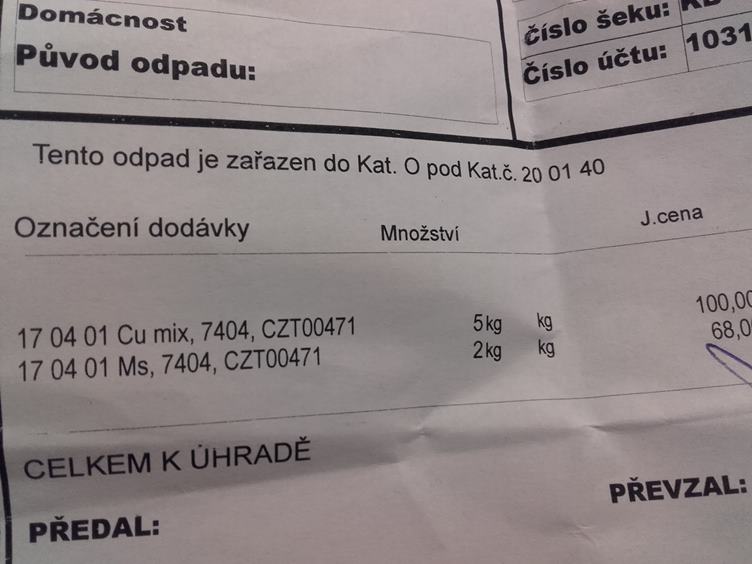 Domácnost
Původ odpadu:
číslo šeku:
Číslo účtu: 1031
Tento odpad je zařazen do Kat. O pod Kat.č. 20 01 40
Označení dodávky Množství J.cena
17 04 01 Cu mix, 7404, CZT00471 5kg kg 100,00
17 04 01 Ms, 7404, CZT00471 2kg kg 68,0
CELKEM K ÚHRADĚ
PŘEDAL: PŘEVZAL: